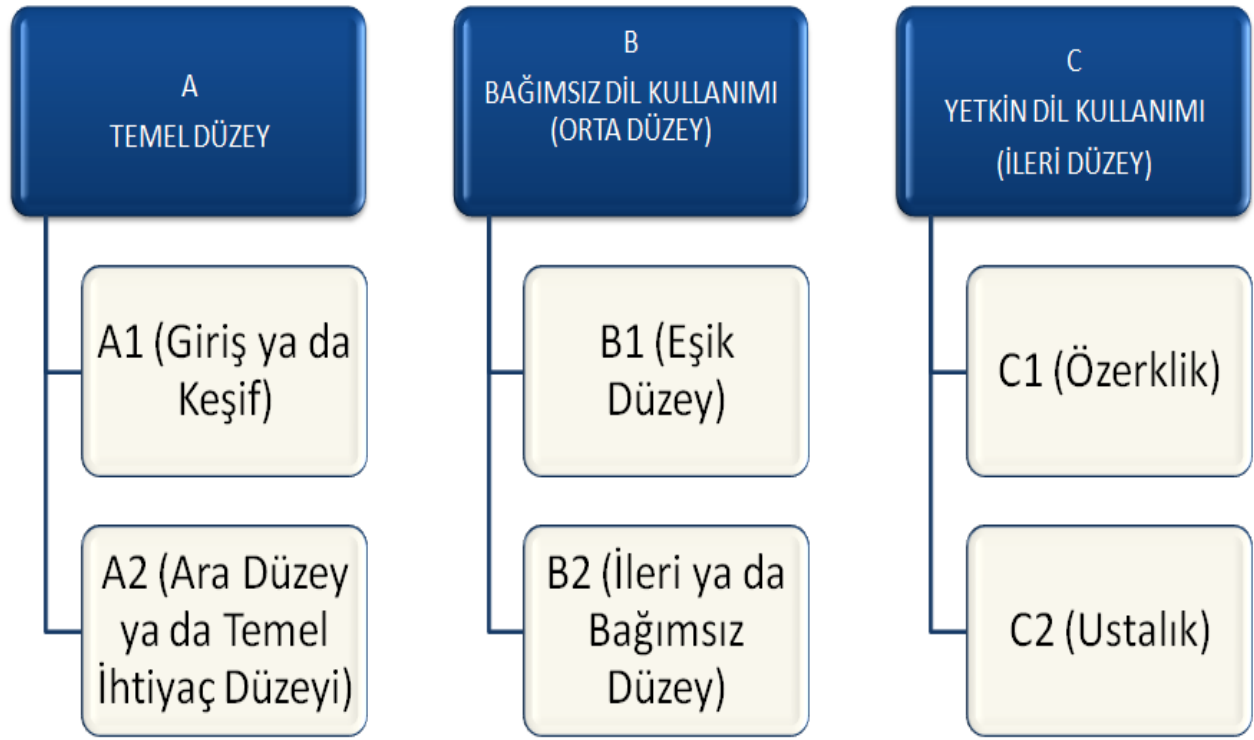 A
TEMEL DÜZEY
A1 (Giriş ya da
Keşif)
A2 (Ara Düzey
ya da Temel
İhtiyaç Düzeyi)
B
BAĞIMSIZ DİL KULLANIMI
(ORTA DÜZEY)
B1 (Eşik
Düzey)
B2 (İleri ya da
Bağımsız
Düzey)
C
YETKİN DİL KULLANIMI
(İLERİ DÜZEY)
C1 (Özerklik)
C2 (Ustalık)